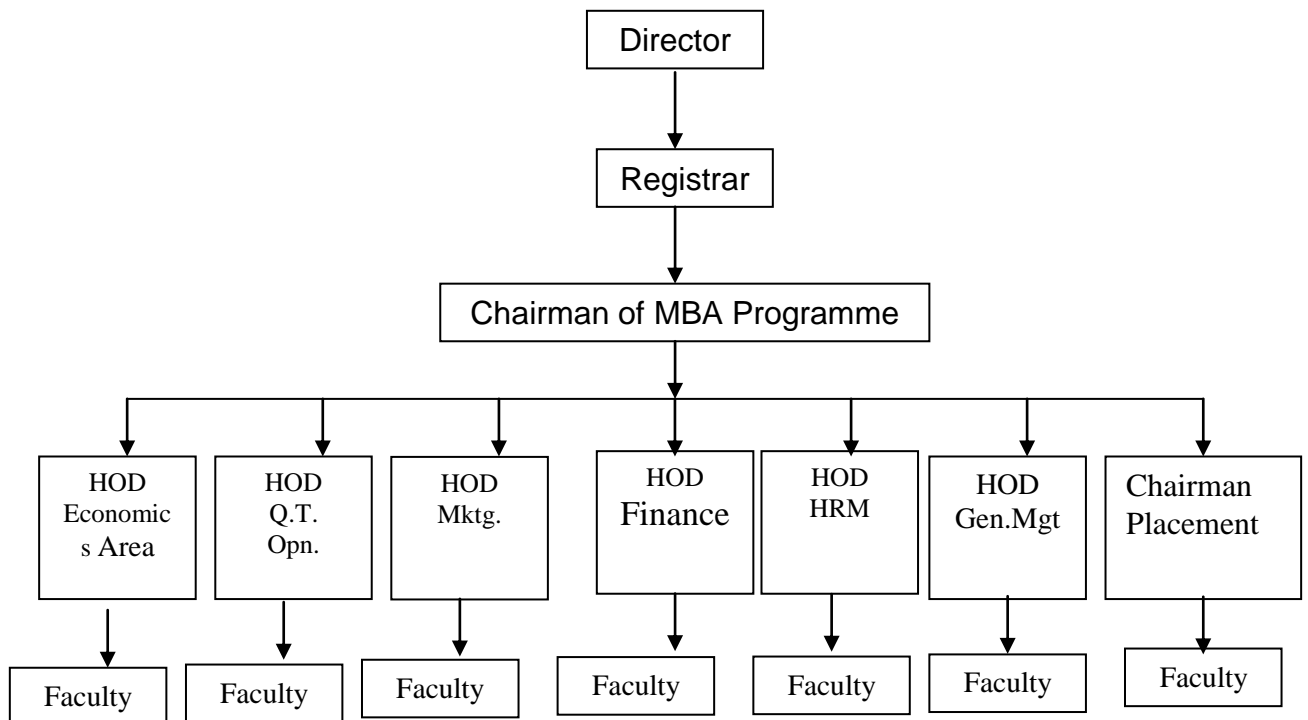 Director
Registrar
Chairman of MBA Programme
HOD
Economic
s Area
HOD
Q.T.
Opn.
HOD
Mktg.
HOD
Finance
HOD
HRM
HOD
Gen.Mgt
Chairman
Placement
Faculty
Faculty
Faculty
Faculty
Faculty
Faculty
Faculty